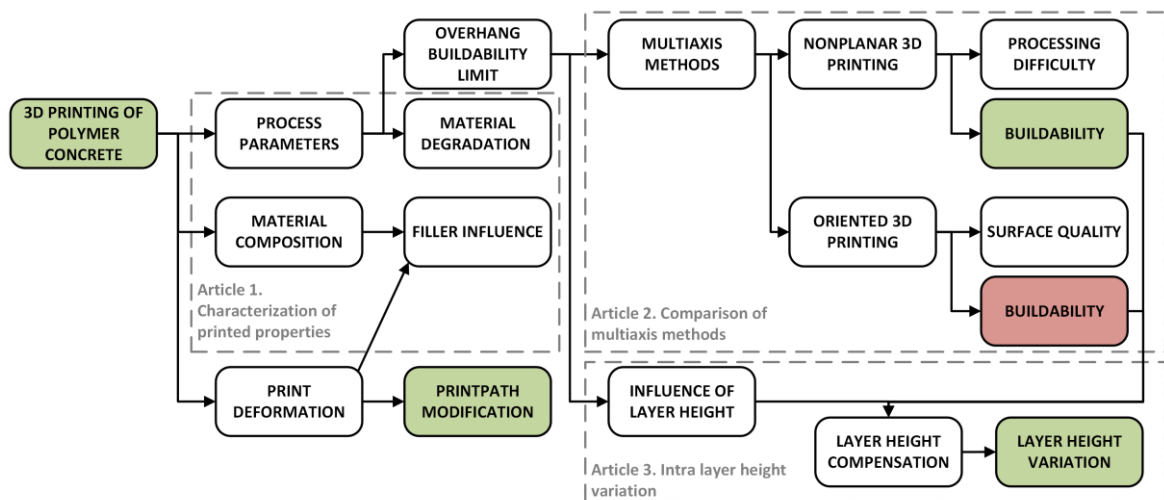 3D PRINTING OF
POLYMER
CONCRETE
PROCESS
PARAMETERS
MATERIAL
COMPOSITION
PRINT
DEFORMATION
OVERHANG
BUILDABILITY
LIMIT
MATERIAL
DEGRADATION
FILLER INFLUENCE
Article 1.
Characterization of
printed properties
PRINTPATH
MODIFICATION
MULTIAXIS
METHODS
NONPLANAR 3D
PRINTING
PROCESSING
DIFFICULTY
BUILDABILITY
ORIENTED 3D
PRINTING
SURFACE QUALITY
BUILDABILITY
Article 2. Comparison of
multiaxis methods
INFLUENCE OF
LAYER HEIGHT
LAYER HEIGHT
COMPENSATION
LAYER HEIGHT
VARIATION
Article 3. Intra layer height
variation